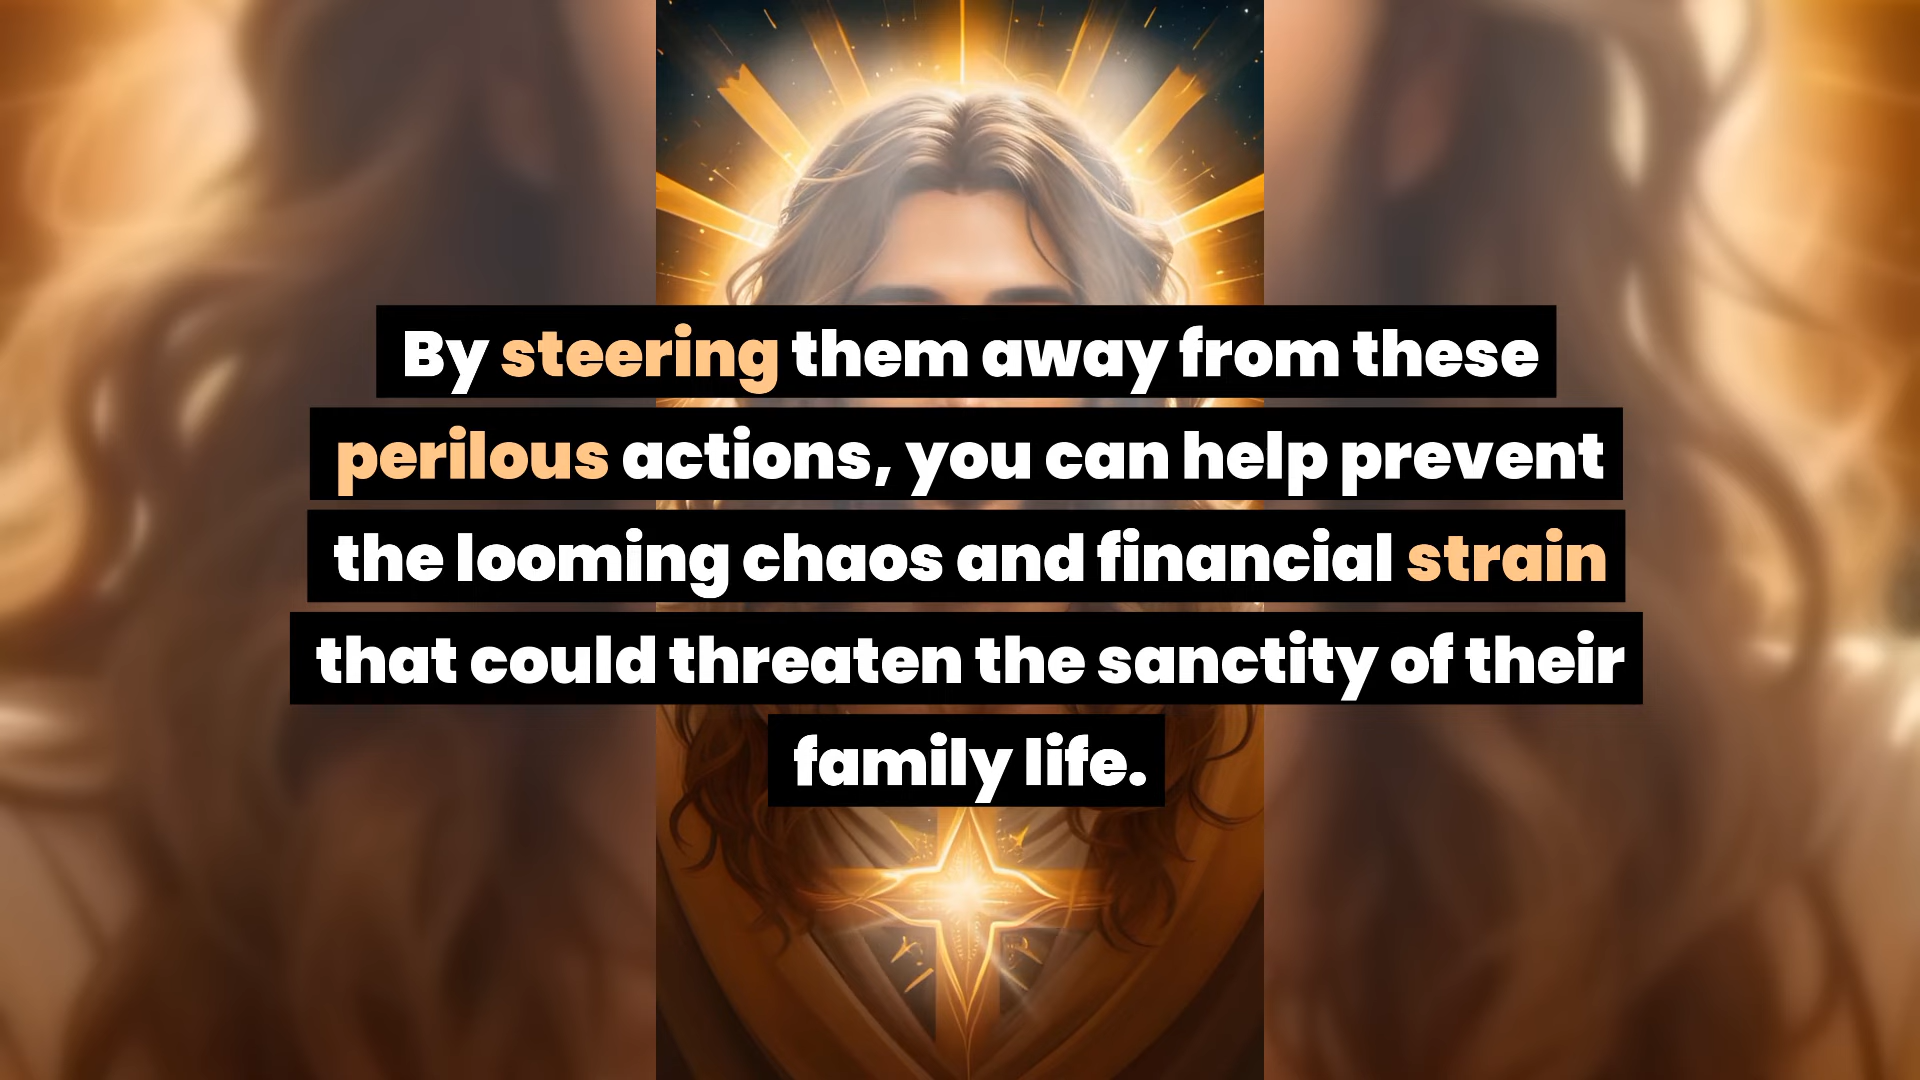 By steering them away from these
perilous actions, you can help prevent
the looming chaos and financial strain
that could threaten the sanctity of their
family life.